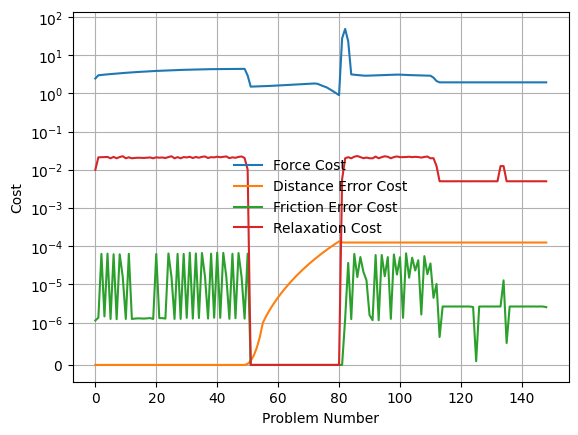 10²
10¹
10⁰
10⁻¹
10⁻²
10⁻³
10⁻⁴
10⁻⁵
10⁻⁶
0
Cost
Force Cost
Distance Error Cost
Friction Error Cost
Relaxation Cost
0 20 40 60 80 100 120 140
Problem Number